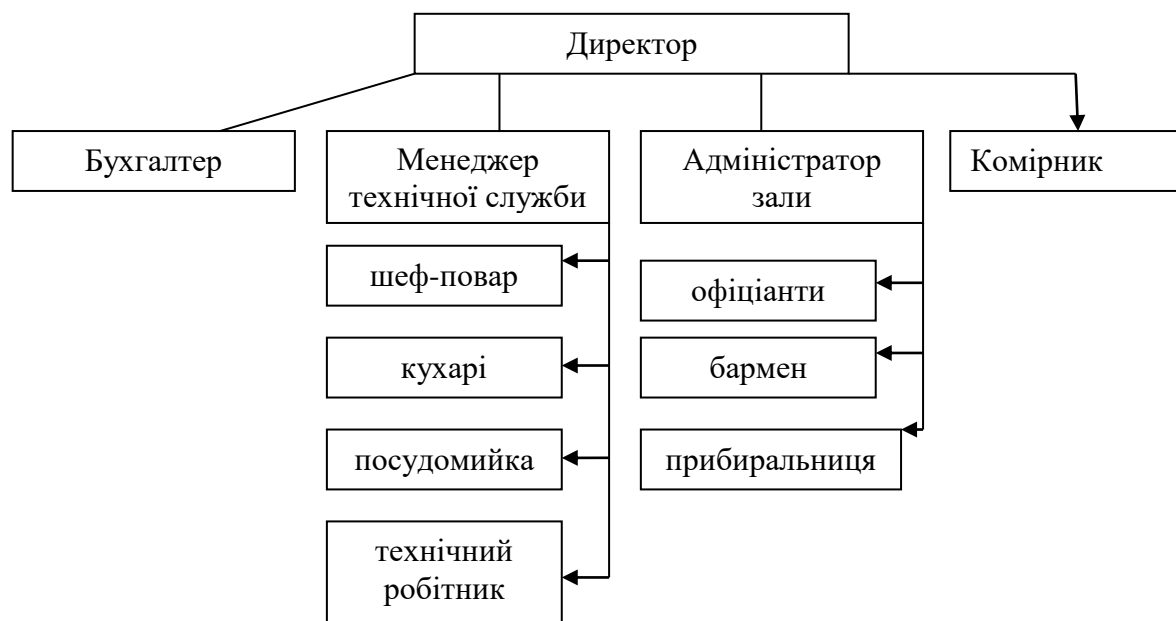 Директор
Бухгалтер
Менеджер
технічної служби
Адміністратор
зали
Комірник
шеф-повар
офіціанти
кухарі
бармен
посудомийка
прибиральниця
технічний
робітник